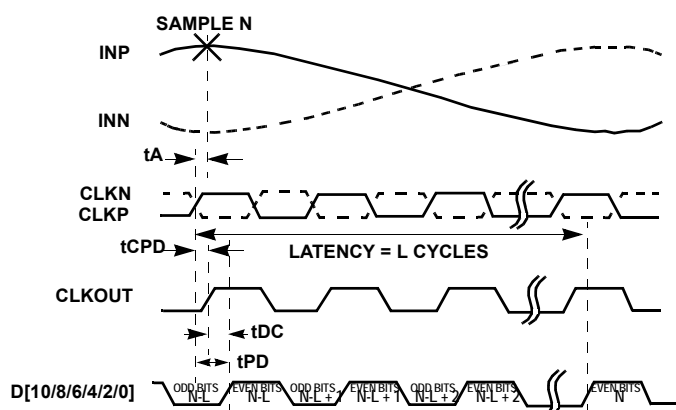 SAMPLE N
INP
INN
tA
CLKN
CLKP
tCPD
LATENCY = L CYCLES
CLKOUT
tDC
tPD
D[10/8/6/4/2/0]
ODD BITS EVEN BITS ODD BITS EVEN BITS ODD BITS EVEN BITS EVEN BITS
N-L N-L N-L + 1 N-L + 1 N-L + 2 N-L + 2 N